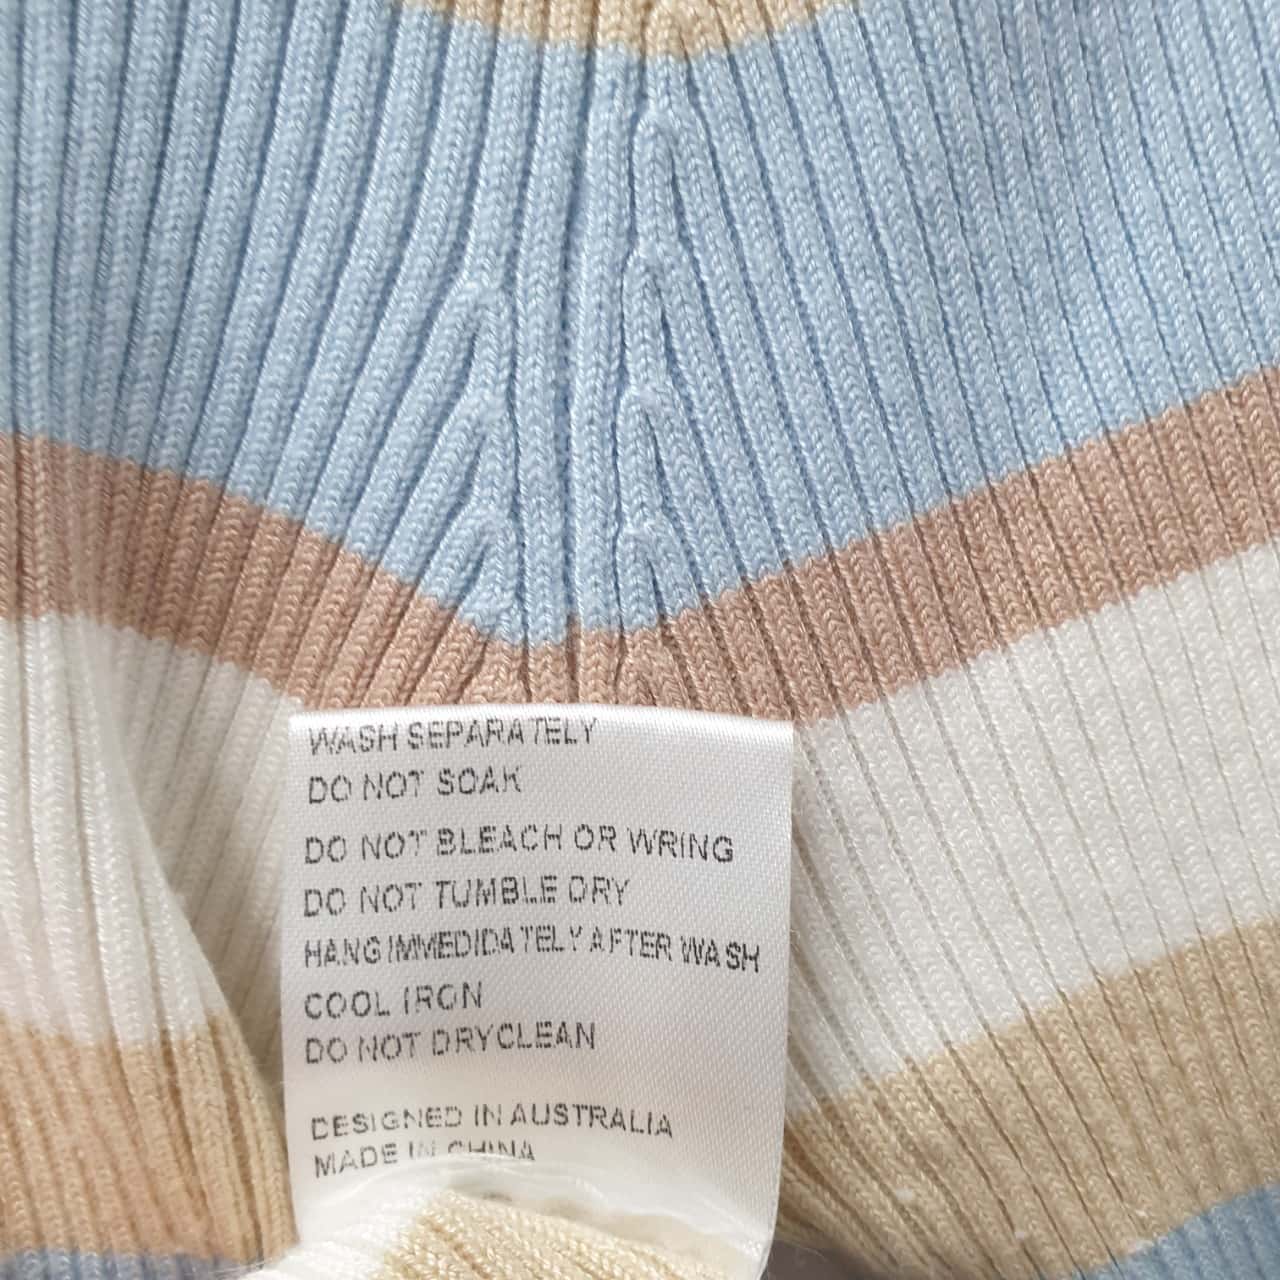 WASH SEPARATELY
DO NOT SOAK
DO NOT BLEACH OR WRING
DO NOT TUMBLE DRY
HANG IMMEDIDATELY AFTER WASH
COOL IRON
DO NOT DRYCLEAN
DESIGNED IN AUSTRALIA
MADE IN CHINA